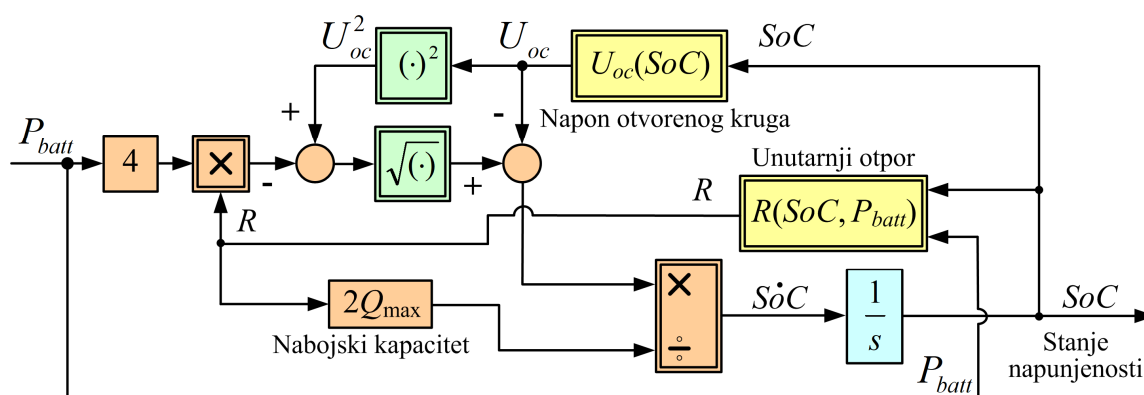 U²oc
Uoc
SoC
(·)²
Uoc(SoC)
+
-
Napon otvorenog kruga
Pbatt
4
×
-
√(·)
+
Unutarnji otpor
R
R(SoC, Pbatt)
R
2Qmax
Nabojski kapacitet
×
÷
SȯC
1/s
SoC
Stanje
napunjenosti
Pbatt